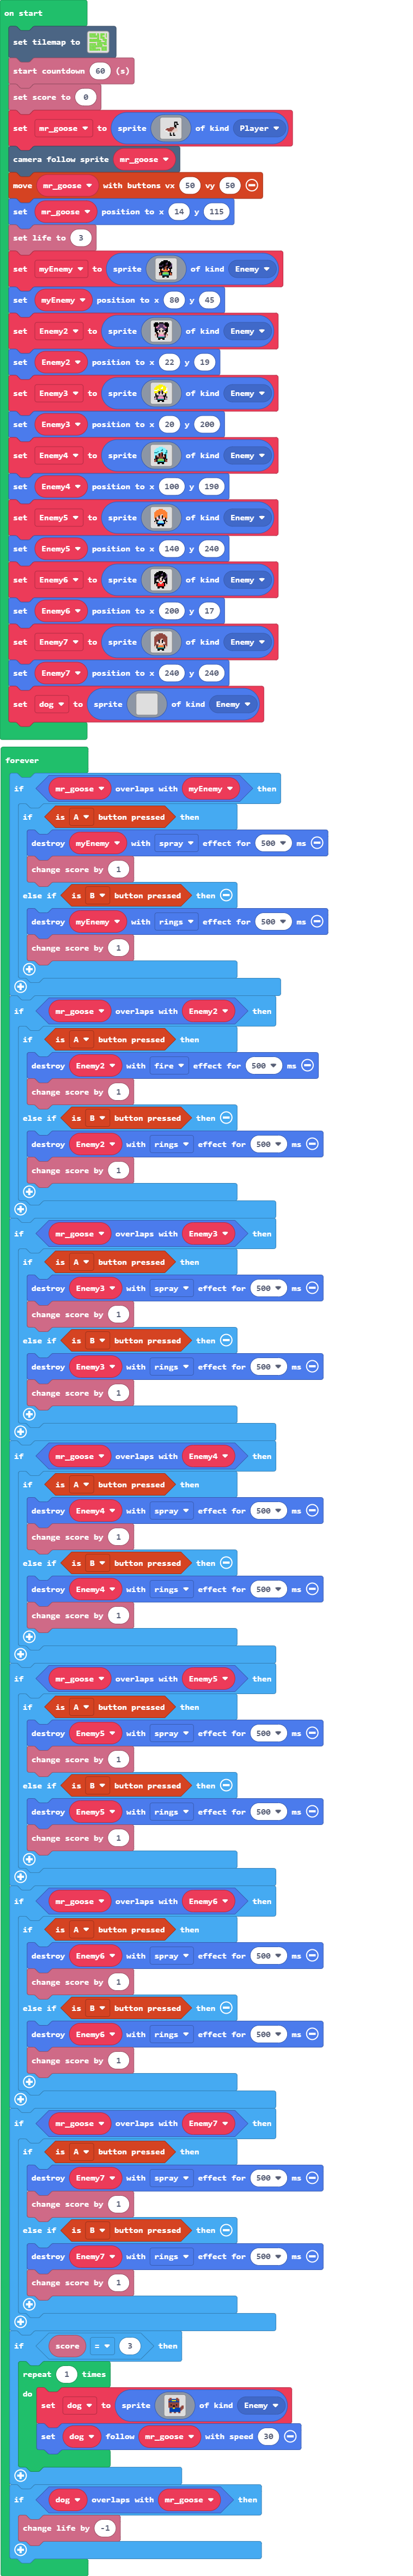 on start
set tilemap to
start countdown 60 (s)
set score to 0
set mr_goose to sprite of kind Player
camera follow sprite mr_goose
move mr_goose with buttons vx 50 vy 50
set mr_goose position to x 14 y 115
set life to 3
set myEnemy to sprite of kind Enemy
set myEnemy position to x 80 y 45
set Enemy2 to sprite of kind Enemy
set Enemy2 position to x 22 y 19
set Enemy3 to sprite of kind Enemy
set Enemy3 position to x 20 y 200
set Enemy4 to sprite of kind Enemy
set Enemy4 position to x 100 y 190
set Enemy5 to sprite of kind Enemy
set Enemy5 position to x 140 y 240
set Enemy6 to sprite of kind Enemy
set Enemy6 position to x 200 y 17
set Enemy7 to sprite of kind Enemy
set Enemy7 position to x 240 y 240
set dog to sprite of kind Enemy
forever
if mr_goose overlaps with myEnemy then
if is A button pressed then
destroy myEnemy with spray effect for 500 ms
change score by 1
else if is B button pressed then
destroy myEnemy with rings effect for 500 ms
change score by 1
if mr_goose overlaps with Enemy2 then
if is A button pressed then
destroy Enemy2 with fire effect for 500 ms
change score by 1
else if is B button pressed then
destroy Enemy2 with rings effect for 500 ms
change score by 1
if mr_goose overlaps with Enemy3 then
if is A button pressed then
destroy Enemy3 with spray effect for 500 ms
change score by 1
else if is B button pressed then
destroy Enemy3 with rings effect for 500 ms
change score by 1
if mr_goose overlaps with Enemy4 then
if is A button pressed then
destroy Enemy4 with spray effect for 500 ms
change score by 1
else if is B button pressed then
destroy Enemy4 with rings effect for 500 ms
change score by 1
if mr_goose overlaps with Enemy5 then
if is A button pressed then
destroy Enemy5 with spray effect for 500 ms
change score by 1
else if is B button pressed then
destroy Enemy5 with rings effect for 500 ms
change score by 1
if mr_goose overlaps with Enemy6 then
if is A button pressed then
destroy Enemy6 with spray effect for 500 ms
change score by 1
else if is B button pressed then
destroy Enemy6 with rings effect for 500 ms
change score by 1
if mr_goose overlaps with Enemy7 then
if is A button pressed then
destroy Enemy7 with spray effect for 500 ms
change score by 1
else if is B button pressed then
destroy Enemy7 with rings effect for 500 ms
change score by 1
if score = 3 then
repeat 1 times
do
set dog to sprite of kind Enemy
set dog follow mr_goose with speed 30
if dog overlaps with mr_goose then
change life by -1